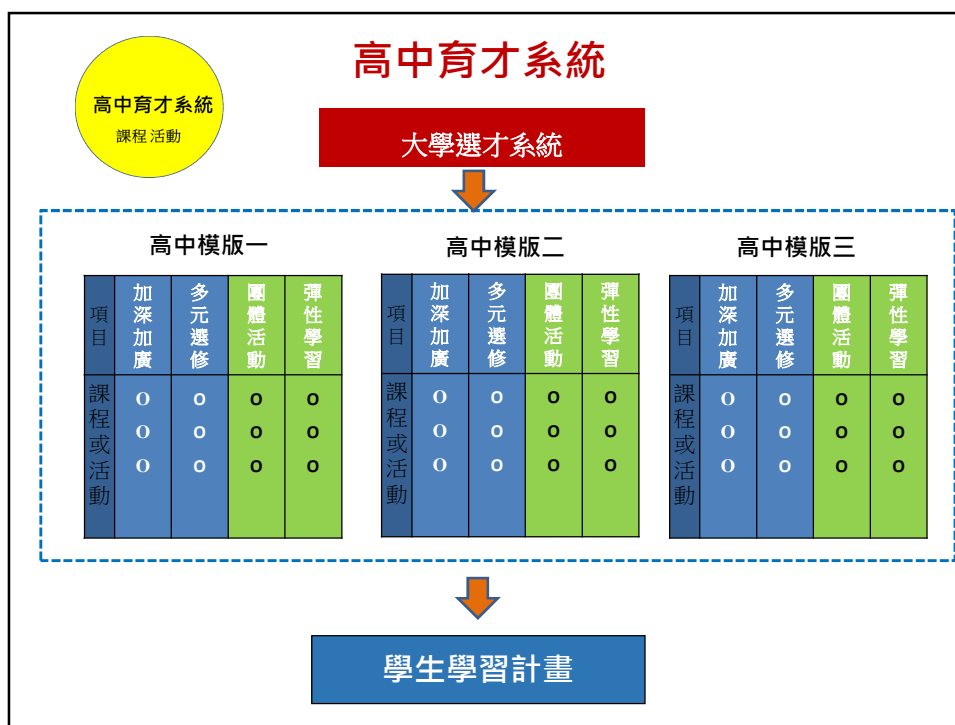 高中育才系統
高中育才系統
課程 活動
大學選才系統
高中模版一
項目 加深加廣 多元選修 團體活動 彈性學習
課程或活動 O O O O
O O O O
O O O O
高中模版二
項目 加深加廣 多元選修 團體活動 彈性學習
課程或活動 O O O O
O O O O
O O O O
高中模版三
項目 加深加廣 多元選修 團體活動 彈性學習
課程或活動 O O O O
O O O O
O O O O
學生學習計畫